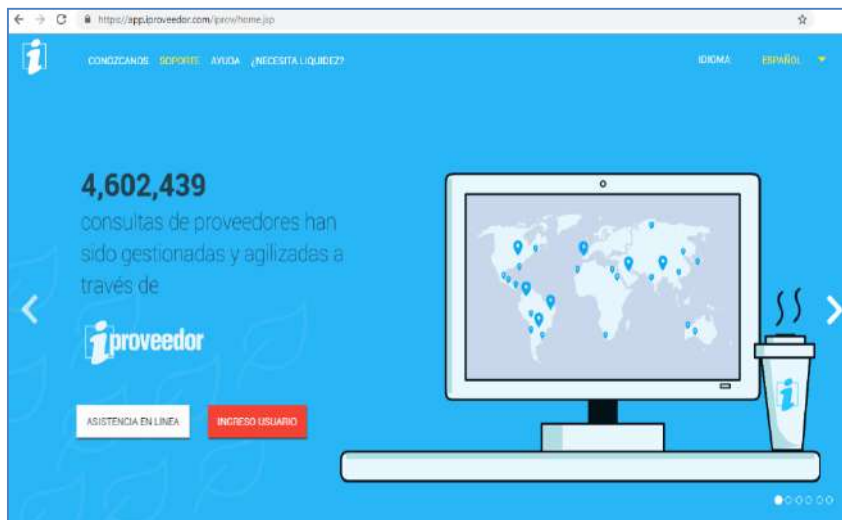 https://app.iproveedor.com/iprov/home.jsp
i
CONÓZCANOS SOPORTE AYUDA ¿NECESITA LIQUIDEZ? IDIOMA: ESPAÑOL
4,602,439
consultas de proveedores han
sido gestionadas y agilizadas a
través de
iproveedor
ASISTENCIA EN LINEA INGRESO USUARIO
i